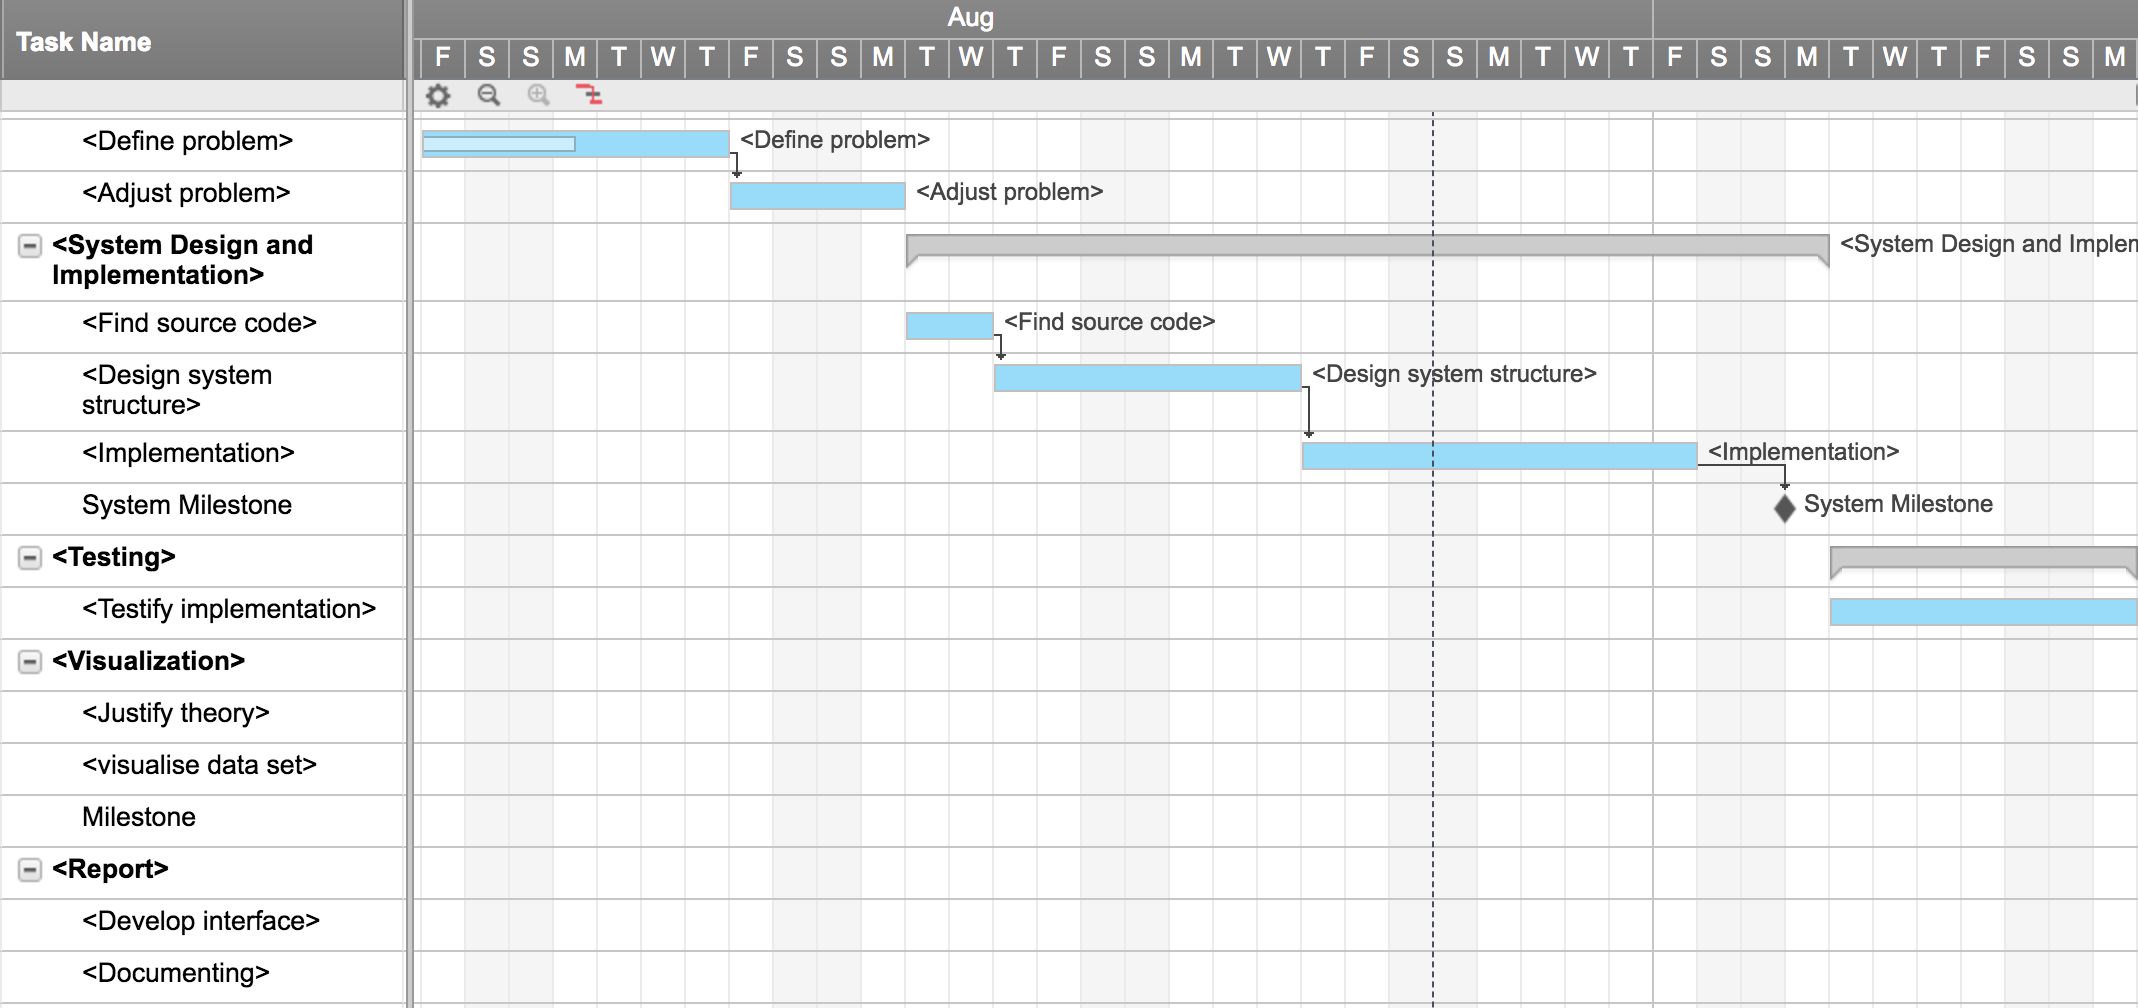 Task Name
Aug
F S S M T W T F S S M T W T F S S M T W T F S S M T W T F S S M T W T F S S M
<Define problem>
<Define problem>
<Adjust problem>
<Adjust problem>
<System Design and
Implementation>
<System Design and Implen
<Find source code>
<Find source code>
<Design system
structure>
<Design system structure>
<Implementation>
<Implementation>
System Milestone
System Milestone
<Testing>
<Testify implementation>
<Visualization>
<Justify theory>
<visualise data set>
Milestone
<Report>
<Develop interface>
<Documenting>